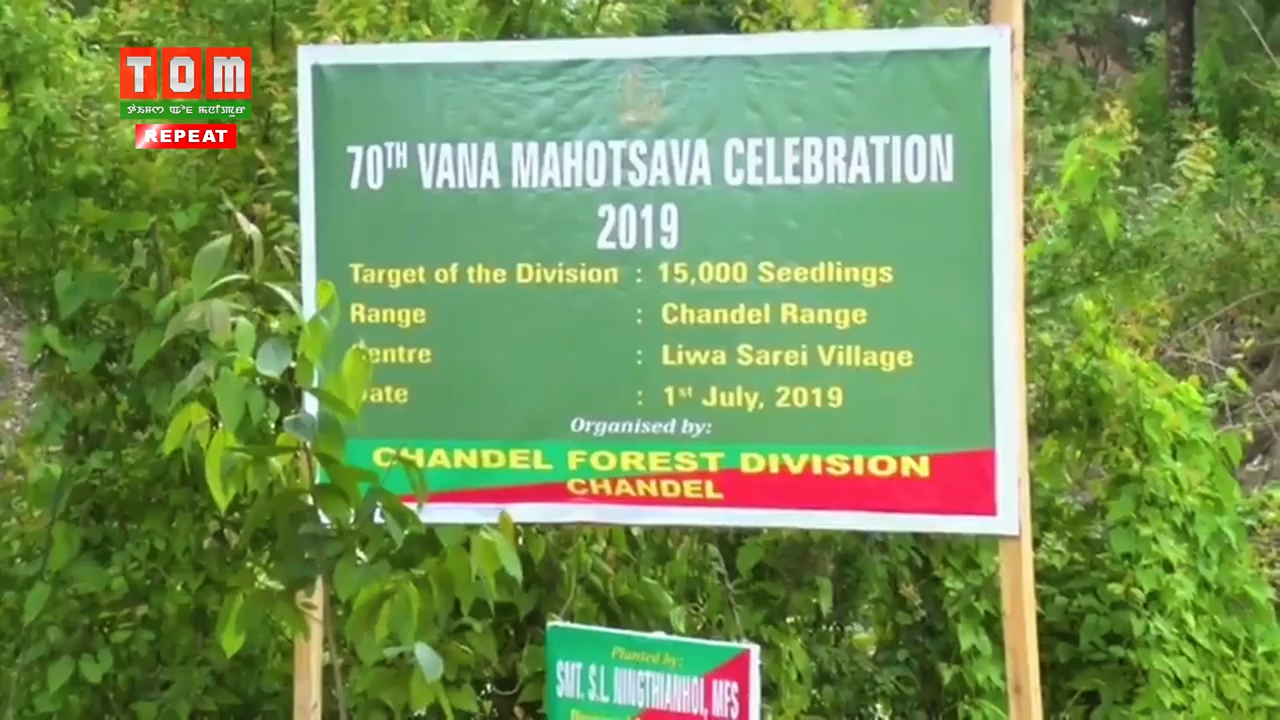 TOM
REPEAT
70TH VANA MAHOTSAVA CELEBRATION
2019
Target of the Division : 15,000 Seedlings
Range : Chandel Range
entre : Liwa Sarei Village
ate : 1st July, 2019
Organised by:
CHANDEL FOREST DIVISION
CHANDEL
Planted by:
SMT. S.L. NINGTHIANHOI, MFS